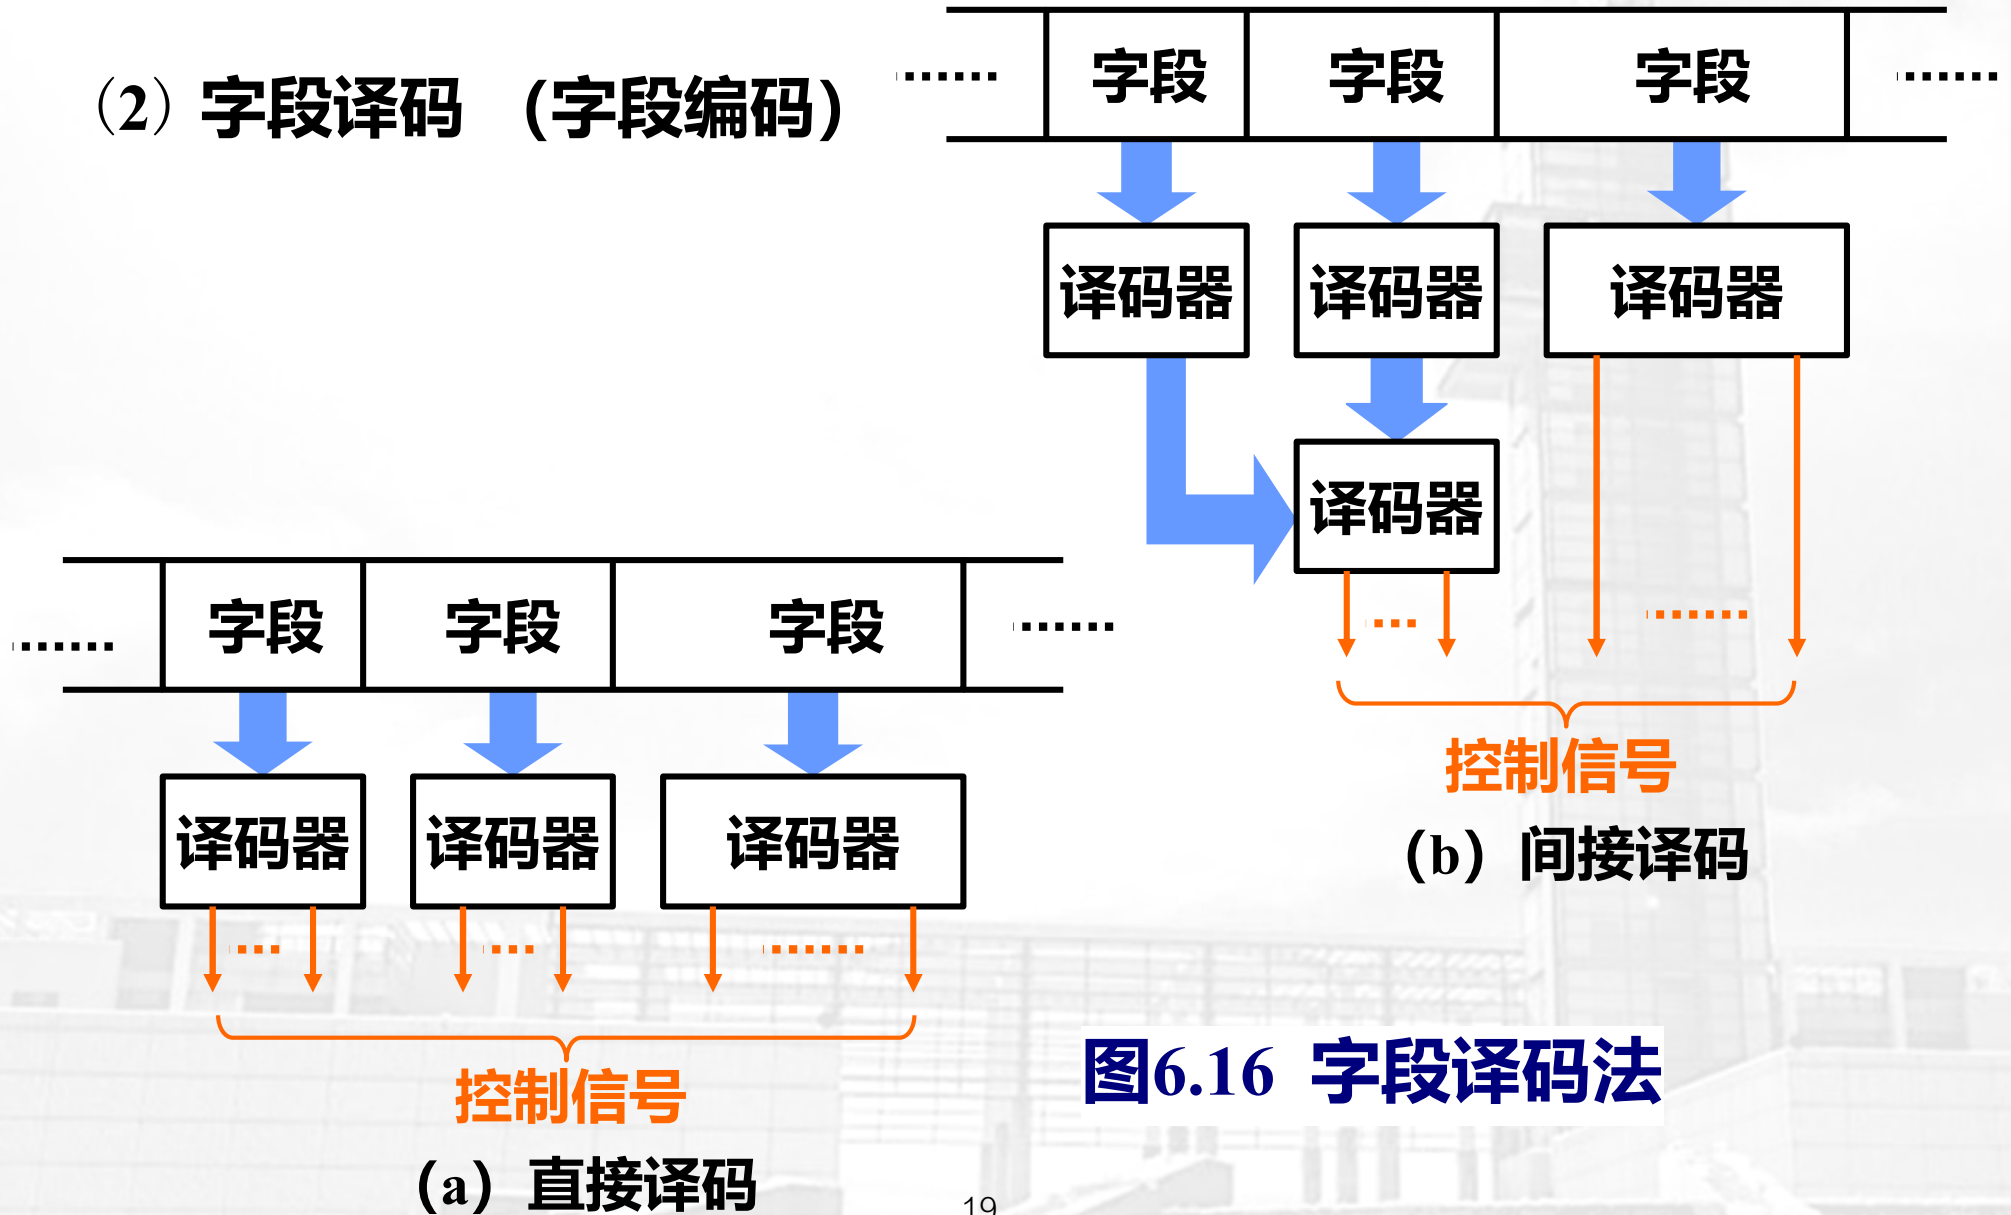 （2）字段译码 （字段编码）
······ 字段 字段 字段 ······
译码器 译码器 译码器
译码器
控制信号
（b）间接译码
······ 字段 字段 字段 ······
译码器 译码器 译码器
控制信号
（a）直接译码
图6.16 字段译码法
19